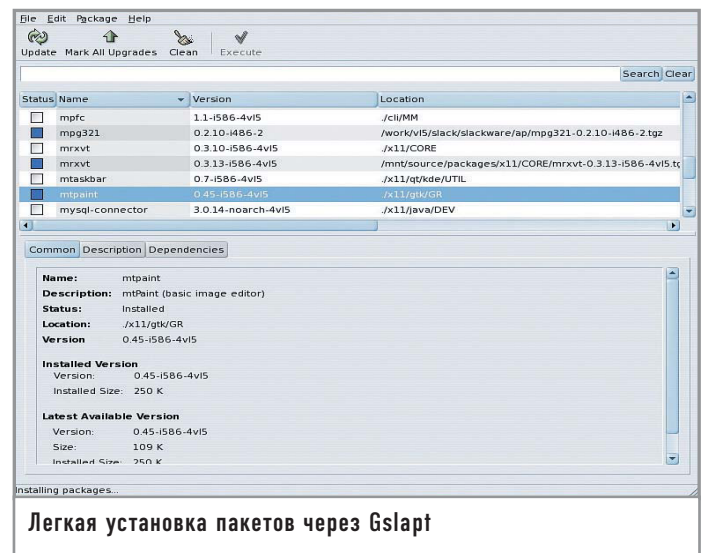 File Edit Package Help
Update Mark All Upgrades Clean Execute
Search Clear
Status Name Version Location
mpfc 1.1-i586-4vl5 ./cli/MM
mpg321 0.2.10-i486-2 /work/vl5/slack/slackware/ap/mpg321-0.2.10-i486-2.tgz
mrxvt 0.3.10-i586-4vl5 ./x11/CORE
mrxvt 0.3.13-i586-4vl5 /mnt/source/packages/x11/CORE/mrxvt-0.3.13-i586-4vl5.tg
mtaskbar 0.7-i586-4vl5 ./x11/qt/kde/UTIL
mtpaint 0.45-i586-4vl5 ./x11/gtk/GR
mysql-connector 3.0.14-noarch-4vl5 ./x11/java/DEV
Common Description Dependencies
Name: mtpaint
Description: mtPaint (basic image editor)
Status: Installed
Location: ./x11/gtk/GR
Version 0.45-i586-4vl5
Installed Version
Version: 0.45-i586-4vl5
Installed Size: 250 K
Latest Available Version
Version: 0.45-i586-4vl5
Size: 109 K
Installed Size: 250 K
Installing packages...
Легкая установка пакетов через Gslapt